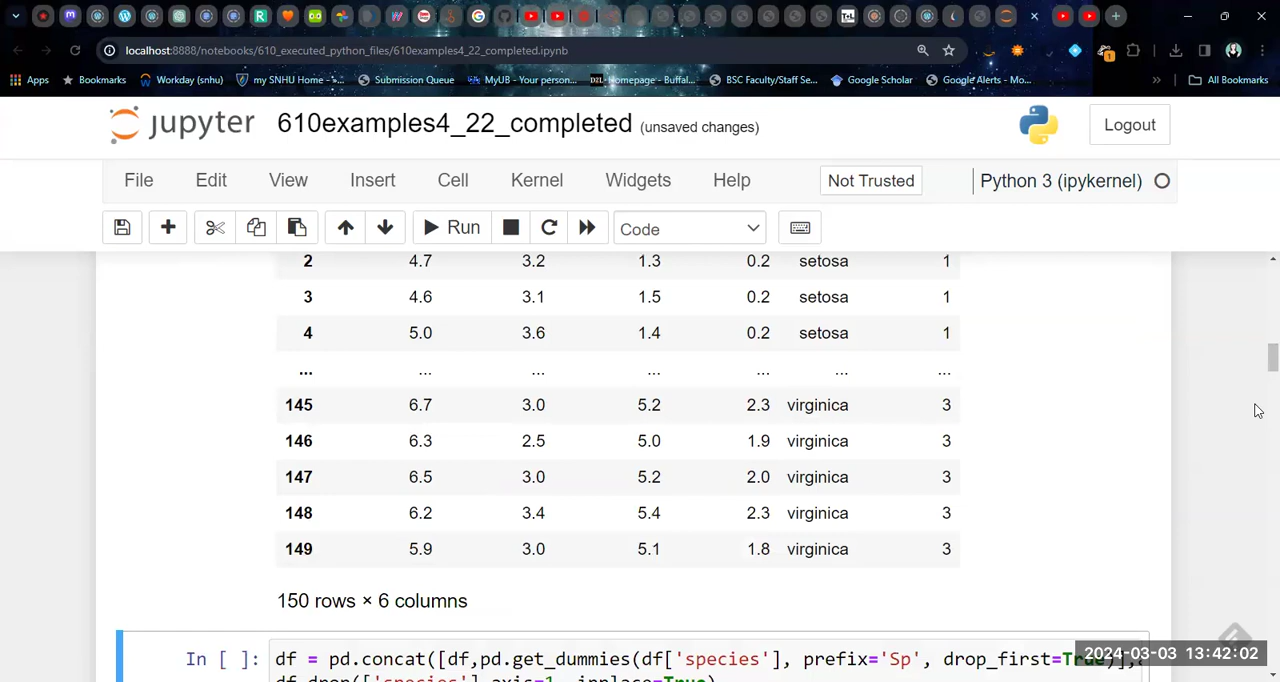 localhost:8888/notebooks/610_executed_python_files/610examples4_22_completed.ipynb
Apps Bookmarks Workday (snhu) my SNHU Home - ... Submission Queue MyUB - Your person... Homepage - Buffal... BSC Faculty/Staff Se... Google Scholar Google Alerts - Mo... » All Bookmarks
jupyter 610examples4_22_completed (unsaved changes) Logout
File Edit View Insert Cell Kernel Widgets Help Not Trusted Python 3 (ipykernel)
Run Code
2 4.7 3.2 1.3 0.2 setosa 1
3 4.6 3.1 1.5 0.2 setosa 1
4 5.0 3.6 1.4 0.2 setosa 1
... ... ... ... ... ... ...
145 6.7 3.0 5.2 2.3 virginica 3
146 6.3 2.5 5.0 1.9 virginica 3
147 6.5 3.0 5.2 2.0 virginica 3
148 6.2 3.4 5.4 2.3 virginica 3
149 5.9 3.0 5.1 1.8 virginica 3
150 rows × 6 columns
In [ ]: df = pd.concat([df,pd.get_dummies(df['species'], prefix='Sp', drop_first=True)],
df.drop(['species'],axis=1, inplace=True)
2024-03-03 13:42:02